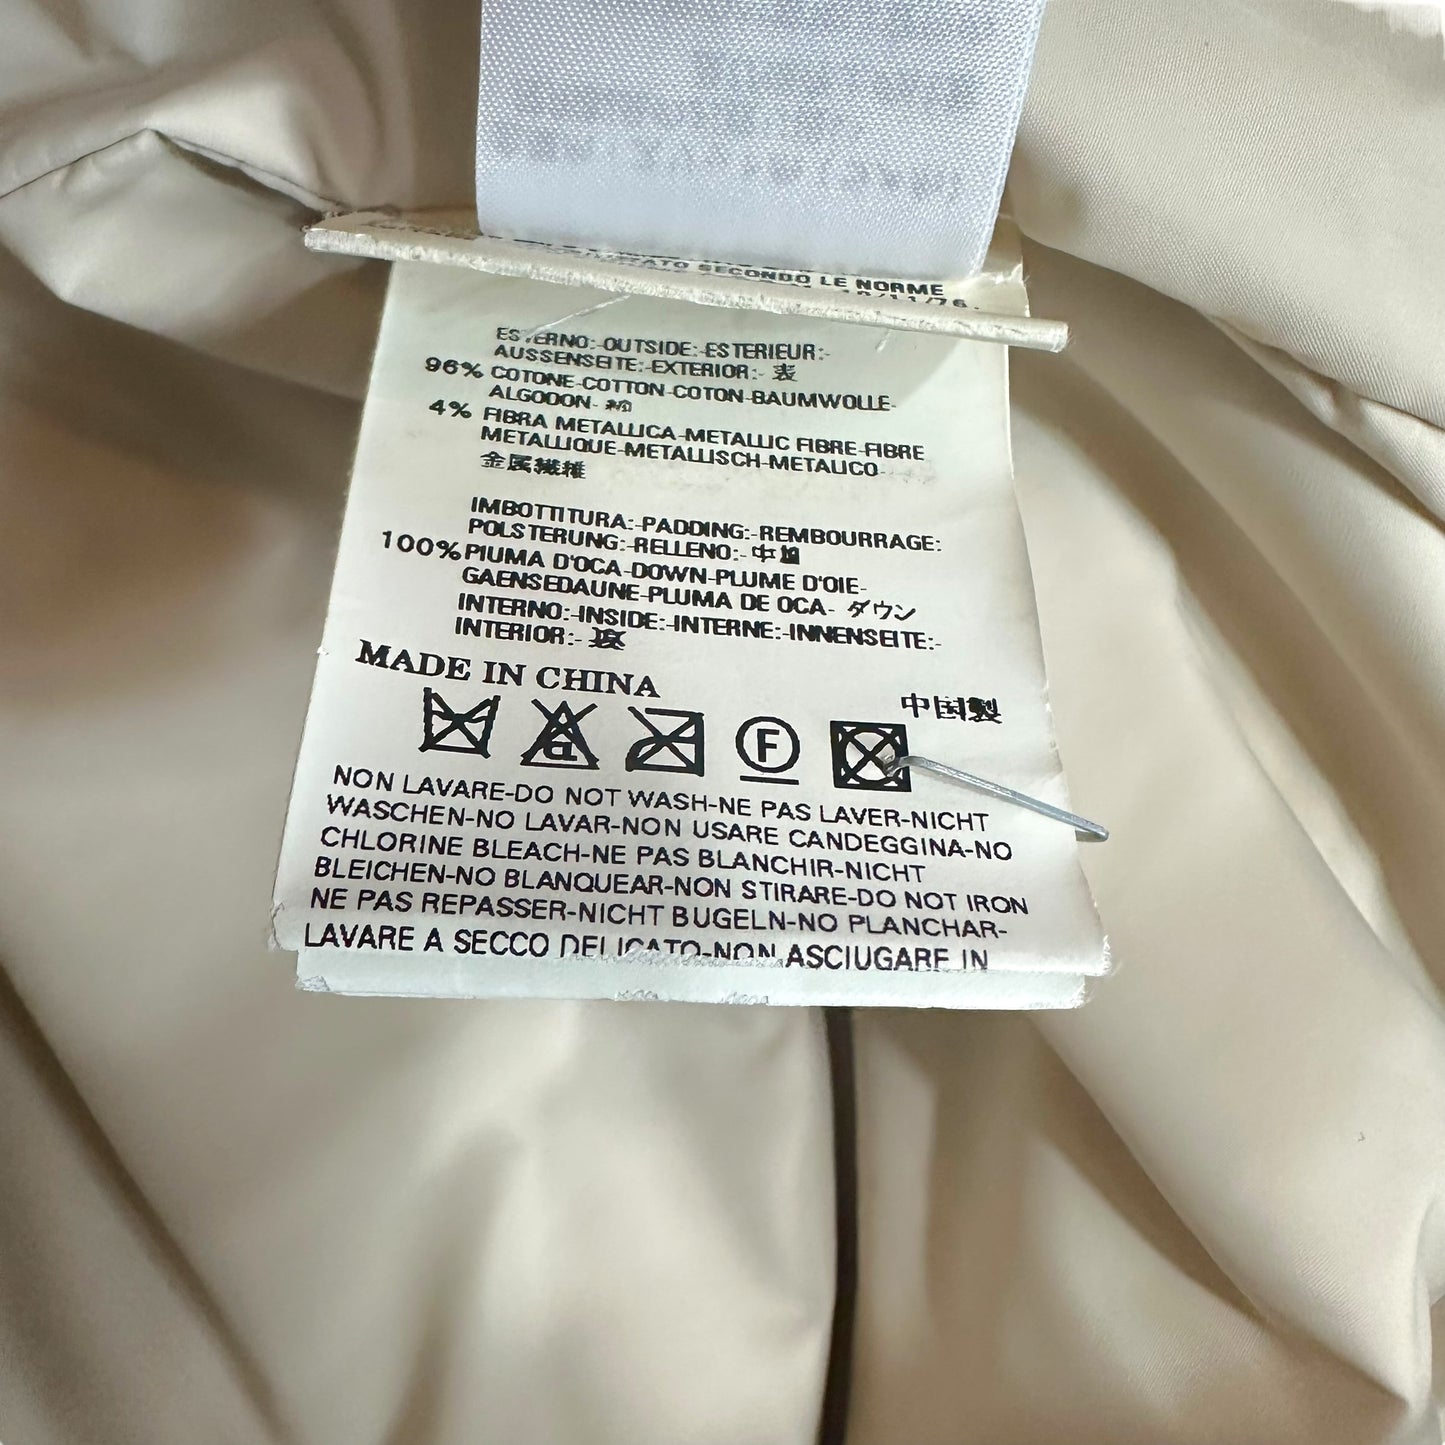 SECONDO LE NORME
ESTERNO:-OUTSIDE:-ESTERIEUR:-
AUSSENSEITE:-EXTERIOR:- 表
96% COTONE-COTTON-COTON-BAUMWOLLE-
ALGODON- 綿
4% FIBRA METALLICA-METALLIC FIBRE-FIBRE
METALLIQUE-METALLISCH-METALICO
金属繊維
IMBOTTITURA:-PADDING:-REMBOURRAGE:
POLSTERUNG:-RELLENO:- 中
100% PIUMA D'OCA-DOWN-PLUME D'OIE-
GAENSEDAUNE-PLUMA DE OCA- ダウン
INTERNO:-INSIDE:-INTERNE:-INNENSEITE:-
INTERIOR:- 裏
MADE IN CHINA
中国製
F
NON LAVARE-DO NOT WASH-NE PAS LAVER-NICHT
WASCHEN-NO LAVAR-NON USARE CANDEGGINA-NO
CHLORINE BLEACH-NE PAS BLANCHIR-NICHT
BLEICHEN-NO BLANQUEAR-NON STIRARE-DO NOT IRON
NE PAS REPASSER-NICHT BUGELN-NO PLANCHAR-
LAVARE A SECCO DELICATO-NON ASCIUGARE IN